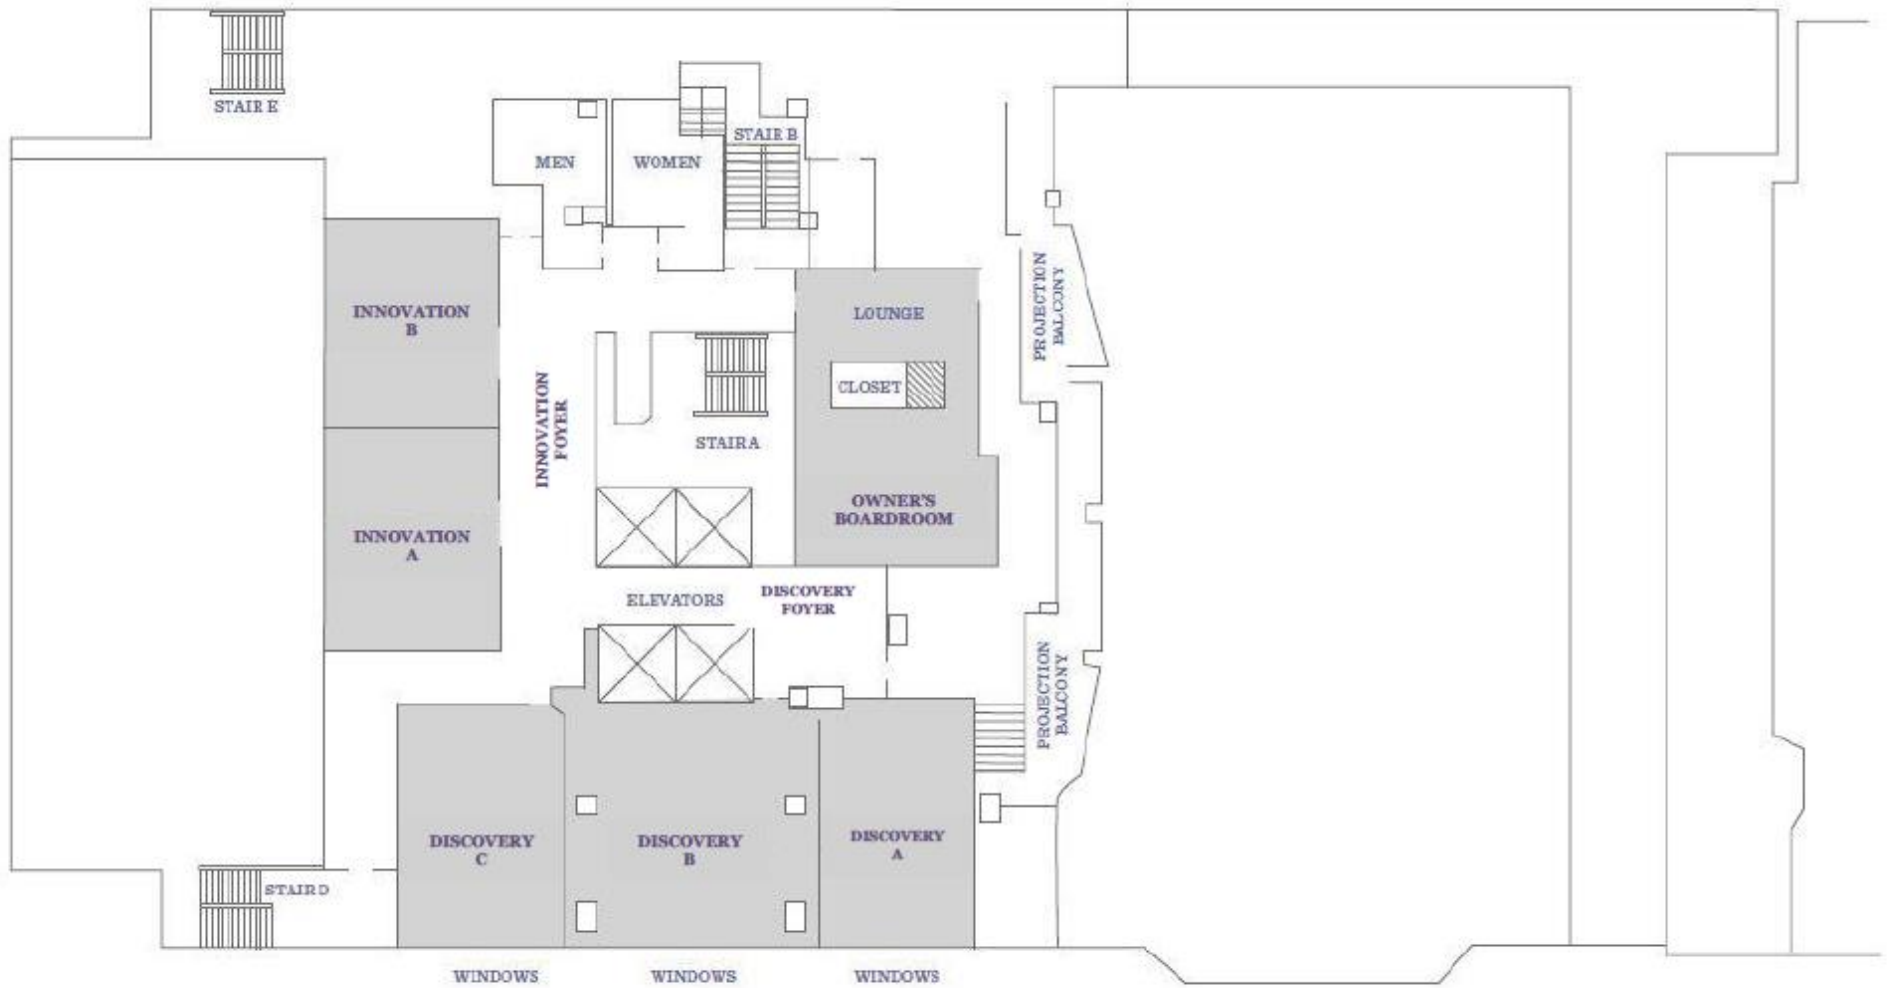 STAIR E
MEN
WOMEN
STAIR B
INNOVATION
B
LOUNGE
PROJECTION
BALCONY
CLOSET
INNOVATION
FOYER
STAIR A
OWNER'S
BOARDROOM
INNOVATION
A
ELEVATORS
DISCOVERY
FOYER
PROJECTION
BALCONY
DISCOVERY
C
DISCOVERY
B
DISCOVERY
A
STAIR D
WINDOWS
WINDOWS
WINDOWS